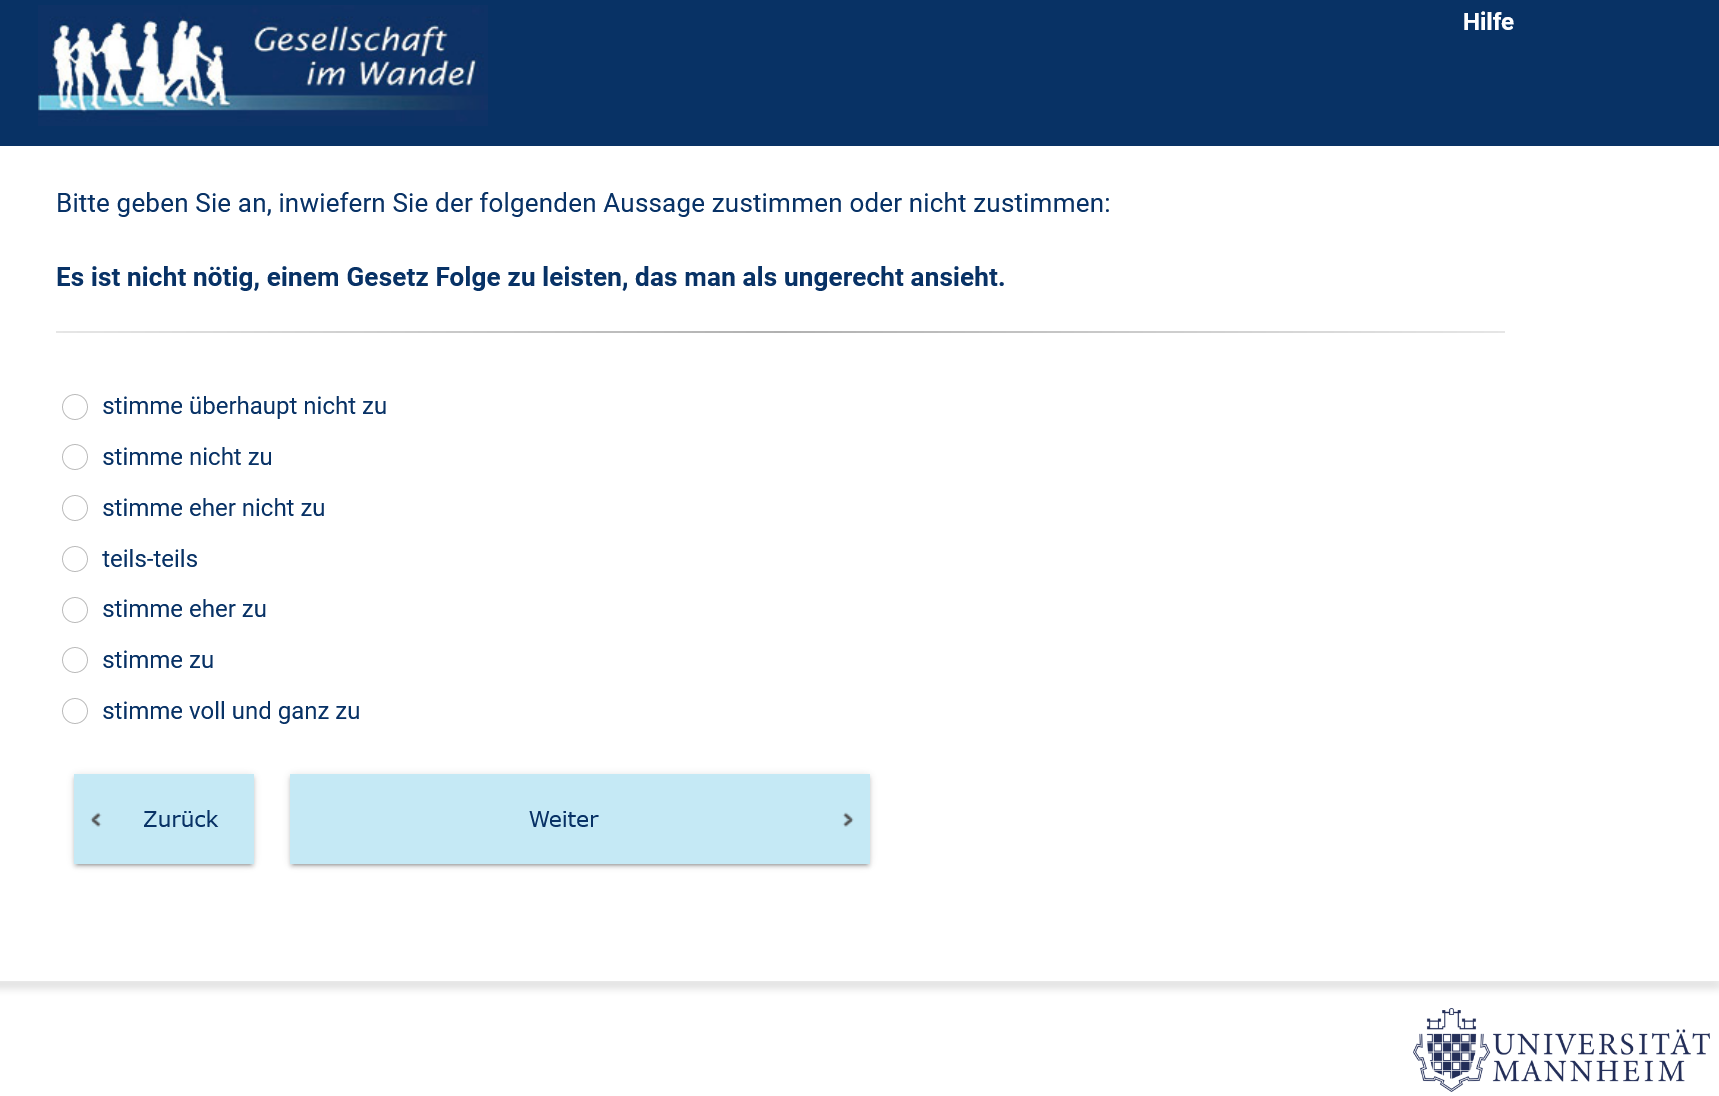 Gesellschaft
im Wandel
Hilfe
Bitte geben Sie an, inwiefern Sie der folgenden Aussage zustimmen oder nicht zustimmen:
Es ist nicht nötig, einem Gesetz Folge zu leisten, das man als ungerecht ansieht.
stimme überhaupt nicht zu
stimme nicht zu
stimme eher nicht zu
teils-teils
stimme eher zu
stimme zu
stimme voll und ganz zu
Zurück
Weiter
UNIVERSITÄT
MANNHEIM